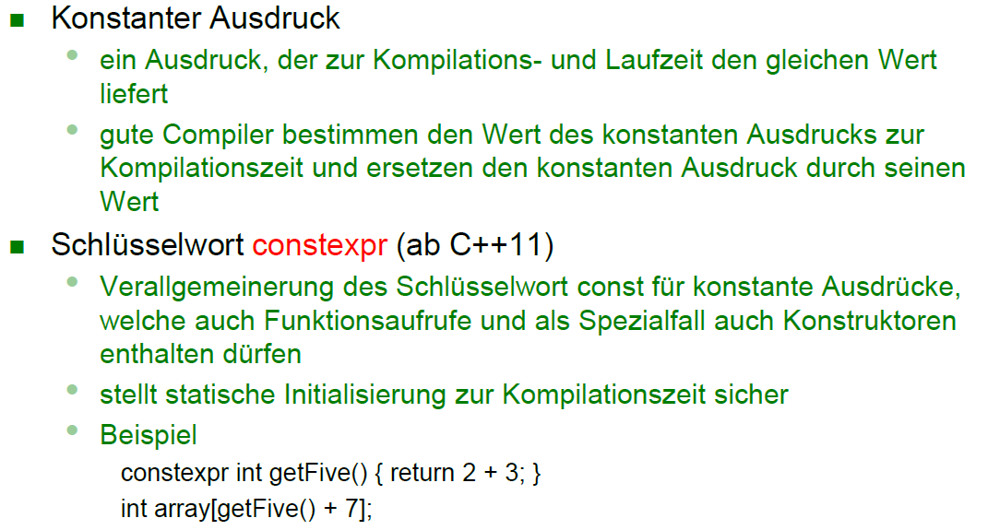 Konstanter Ausdruck
ein Ausdruck, der zur Kompilations- und Laufzeit den gleichen Wert
liefert
gute Compiler bestimmen den Wert des konstanten Ausdrucks zur
Kompilationszeit und ersetzen den konstanten Ausdruck durch seinen
Wert
Schlüsselwort constexpr (ab C++11)
Verallgemeinerung des Schlüsselwort const für konstante Ausdrücke,
welche auch Funktionsaufrufe und als Spezialfall auch Konstruktoren
enthalten dürfen
stellt statische Initialisierung zur Kompilationszeit sicher
Beispiel
constexpr int getFive() { return 2 + 3; }
int array[getFive() + 7];